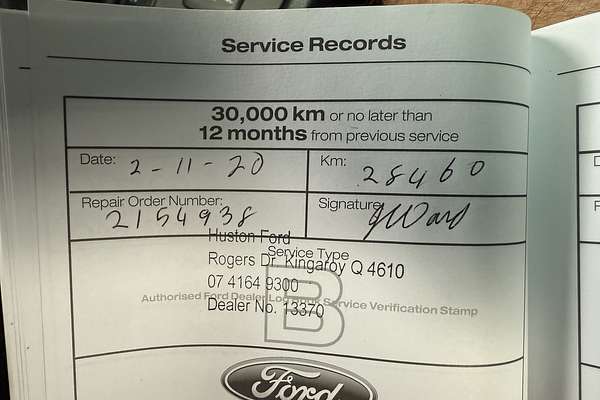 Service Records
30,000 km or no later than
12 months from previous service
Date: 2-11-20 Km: 28460
Repair Order Number: Signature
2154938 JWard
Huston Ford
Service Type
Rogers Dr. Kingaroy Q 4610
07 4164 9300
B
Authorised Ford Dealer Location Service Verification Stamp
Dealer No. 13370
Ford